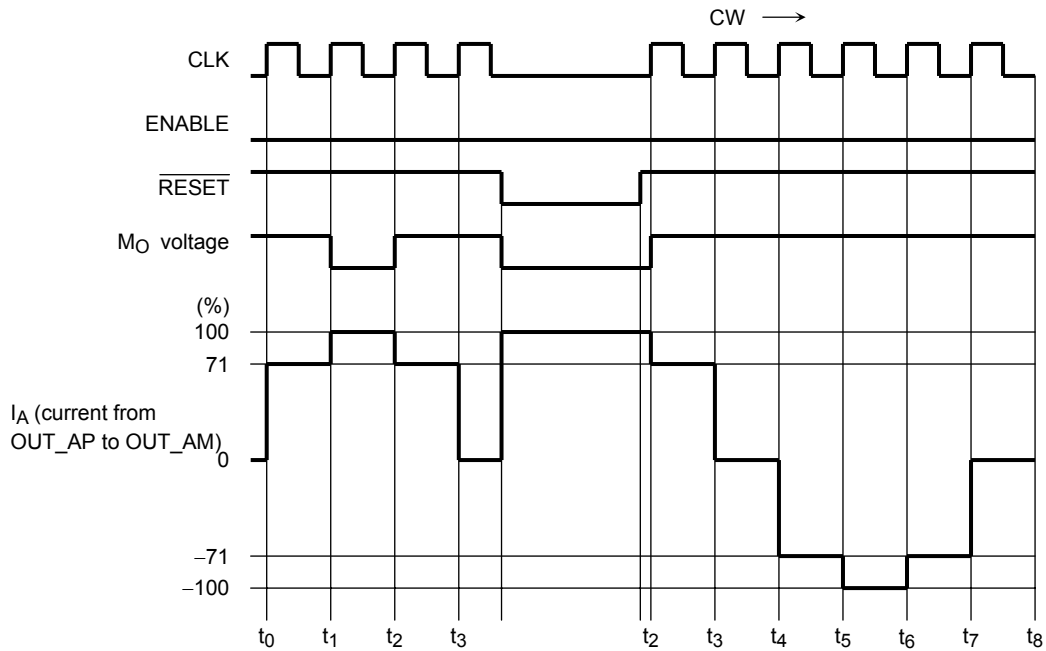 CW →
CLK
ENABLE
RESET
MO voltage
(%)
100
71
IA (current from
OUT_AP to OUT_AM)
0
−71
−100
t0 t1 t2 t3 t2 t3 t4 t5 t6 t7 t8